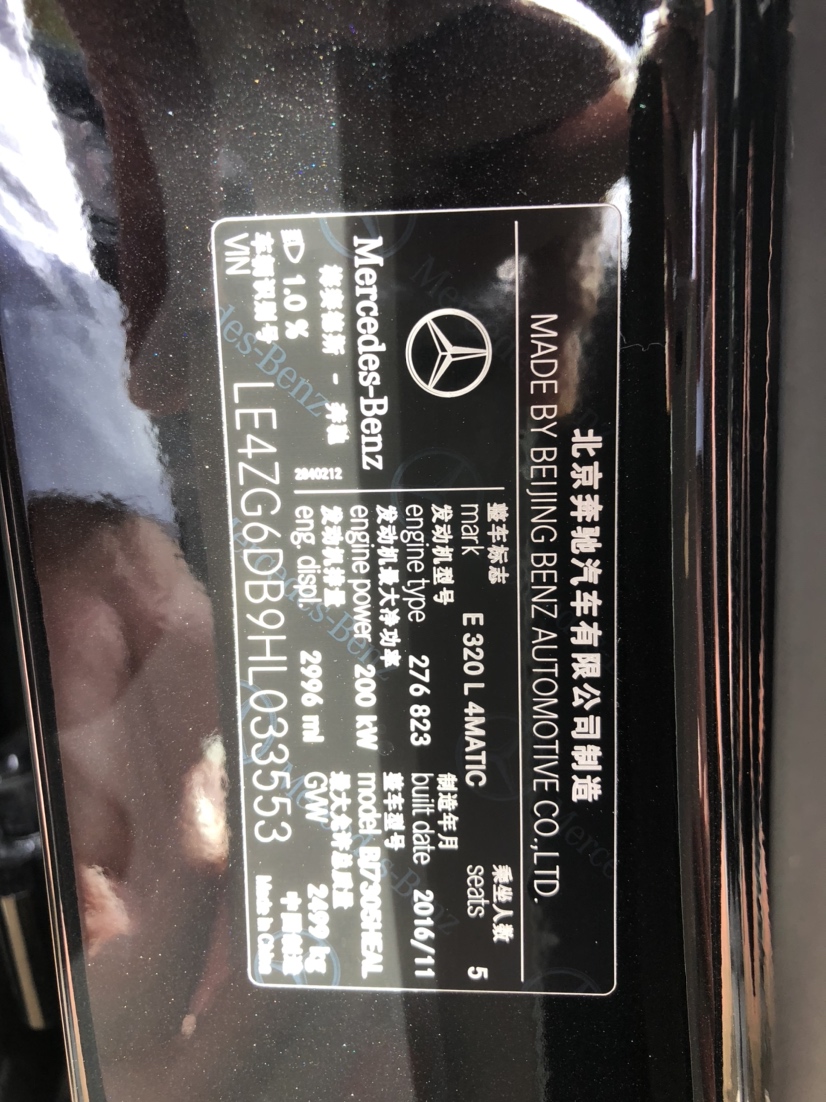 北京奔驰汽车有限公司制造
MADE BY BEIJING BENZ AUTOMOTIVE CO.,LTD.
整车标志
mark E 320 L 4MATIC
乘坐人数
seats 5
发动机型号
engine type 276 823
制造年月
built date 2016/11
Mercedes-Benz
梅赛德斯 - 奔驰
发动机最大净功率
engine power 200 kW
整车型号
model BJ7305HEAL
1.0 %
2840212
发动机排量
eng. displ. 2996 ml
最大允许总质量
GVW 2499 kg
车辆识别号
VIN LE4ZG6DB9HL033553
中国制造
Made in China